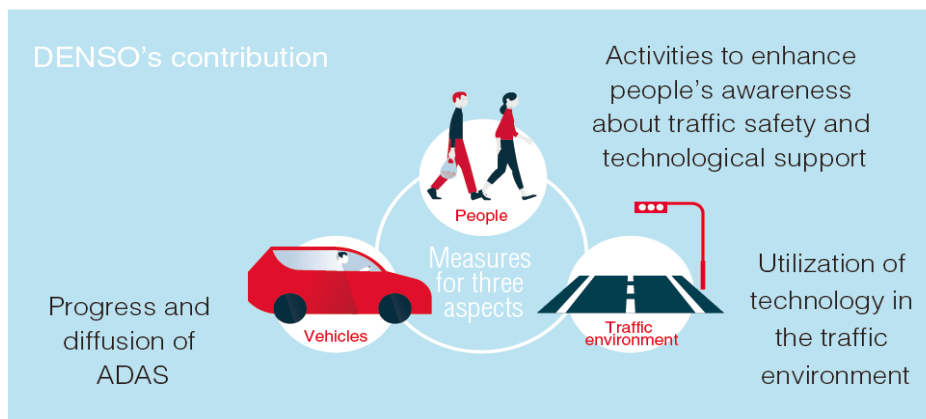 DENSO's contribution
Activities to enhance
people's awareness
about traffic safety and
technological support
People
Measures
for three
aspects
Vehicles
Traffic
environment
Progress and
diffusion of
ADAS
Utilization of
technology in
the traffic
environment